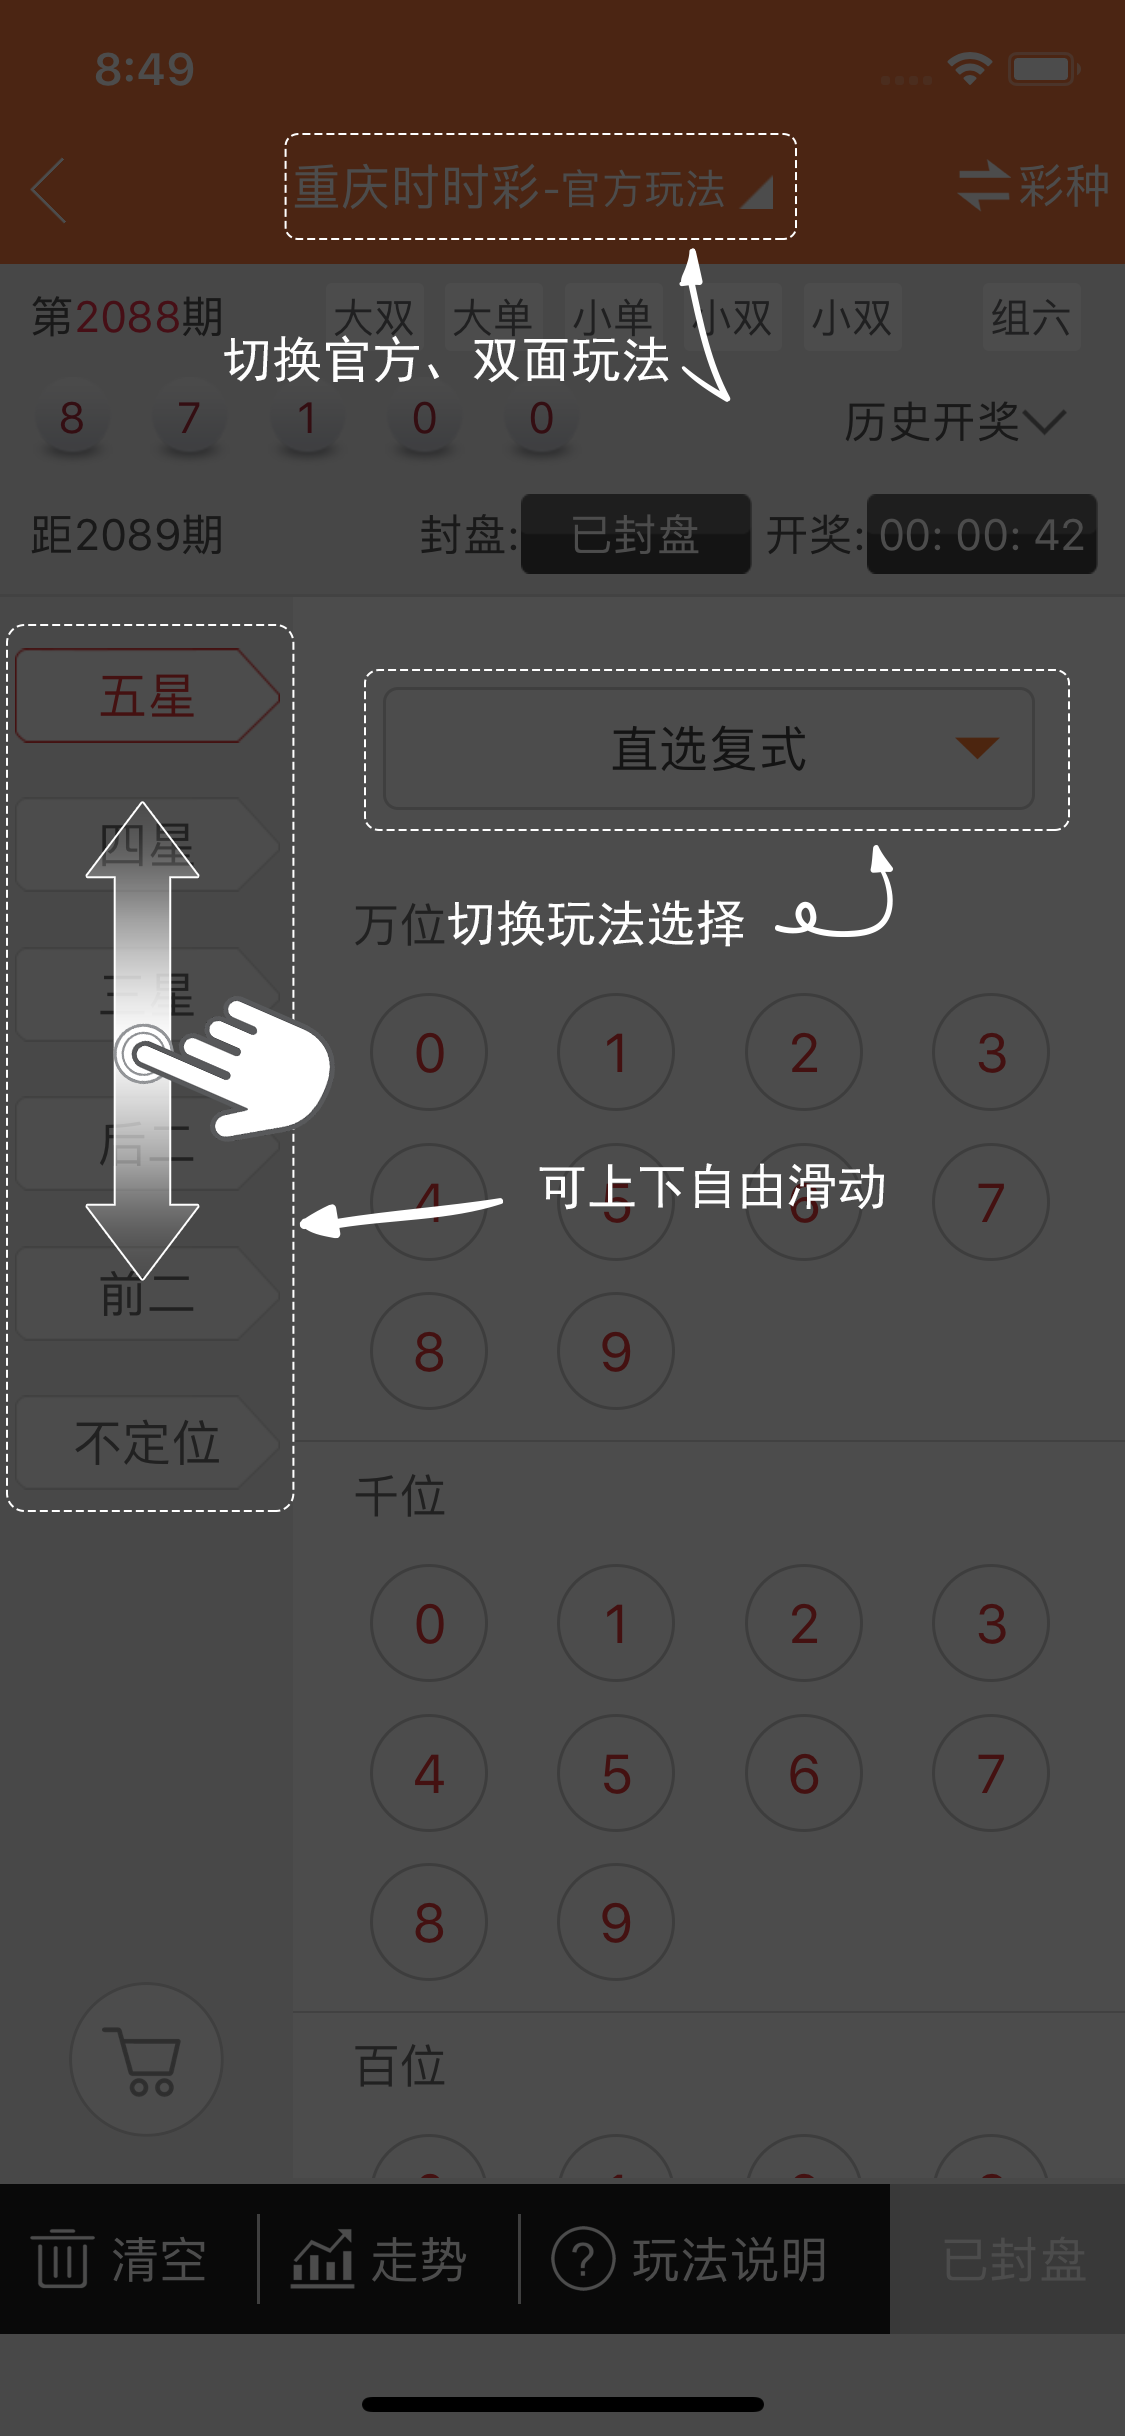 8:49
重庆时时彩-官方玩法
彩种
第2088期
大双 大单 小单 小双 小双 组六
切换官方、双面玩法
8 7 1 0 0
历史开奖
距2089期 封盘: 已封盘 开奖: 00: 00: 42
五星
直选复式
四星
万位
切换玩法选择
三星
0 1 2 3
后二
可上下自由滑动
4 5 6 7
前二
8 9
不定位
千位
0 1 2 3
4 5 6 7
8 9
百位
清空 走势 ? 玩法说明 已封盘